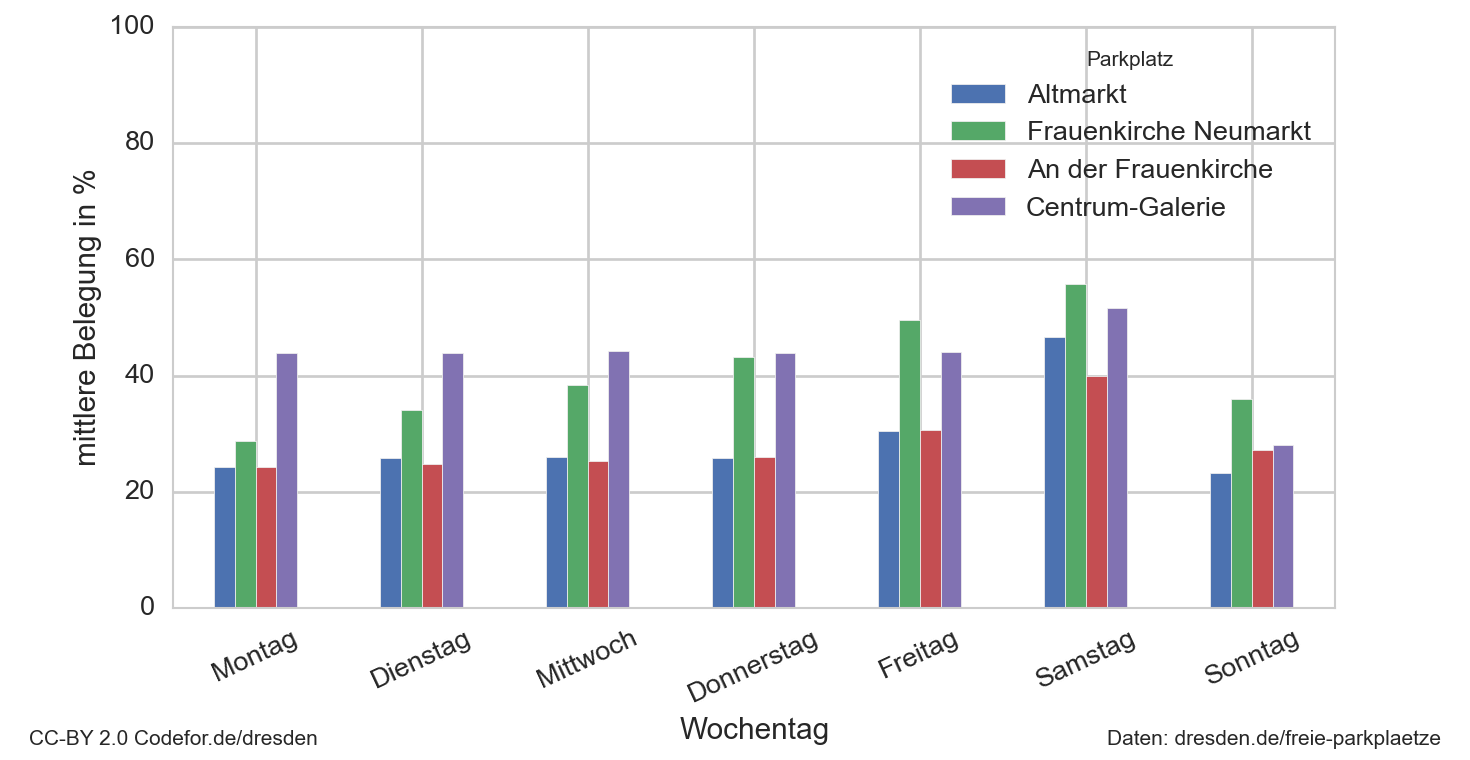 100
80
60
40
20
0
mittlere Belegung in %
Parkplatz
Altmarkt
Frauenkirche Neumarkt
An der Frauenkirche
Centrum-Galerie
Montag
Dienstag
Mittwoch
Donnerstag
Freitag
Samstag
Sonntag
Wochentag
CC-BY 2.0 Codefor.de/dresden
Daten: dresden.de/freie-parkplaetze